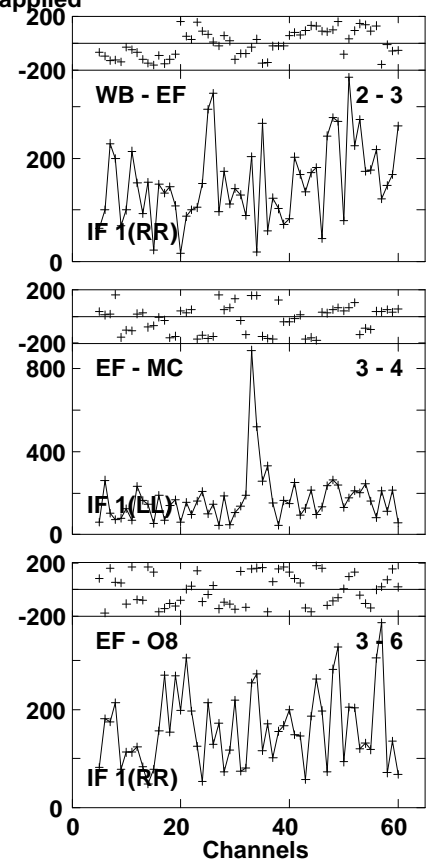 applied
200
-200
WB - EF 2 - 3
200
IF 1(RR)
0
200
-200
800
EF - MC 3 - 4
400
IF 1(LL)
0
200
-200
EF - O8 3 - 6
200
IF 1(RR)
0
0 20 40 60
Channels